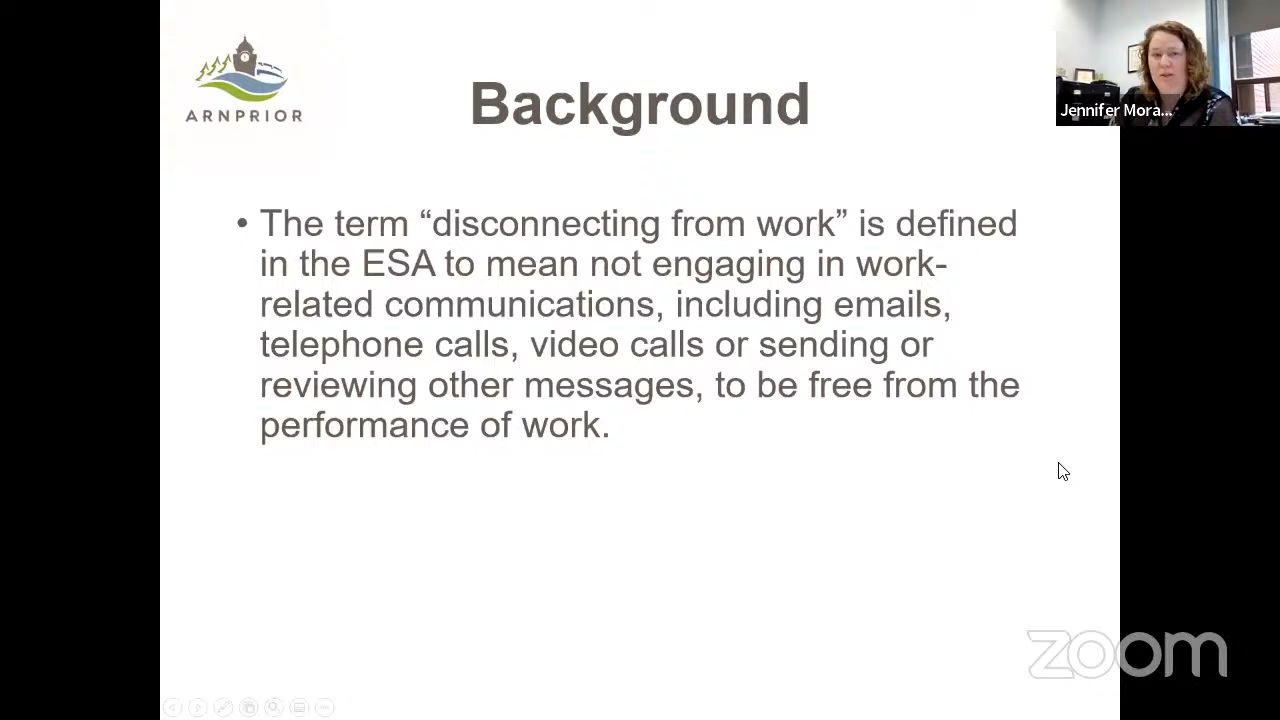 ARNPRIOR
Background
Jennifer Mora...
• The term “disconnecting from work” is defined
in the ESA to mean not engaging in work-
related communications, including emails,
telephone calls, video calls or sending or
reviewing other messages, to be free from the
performance of work.
zoom